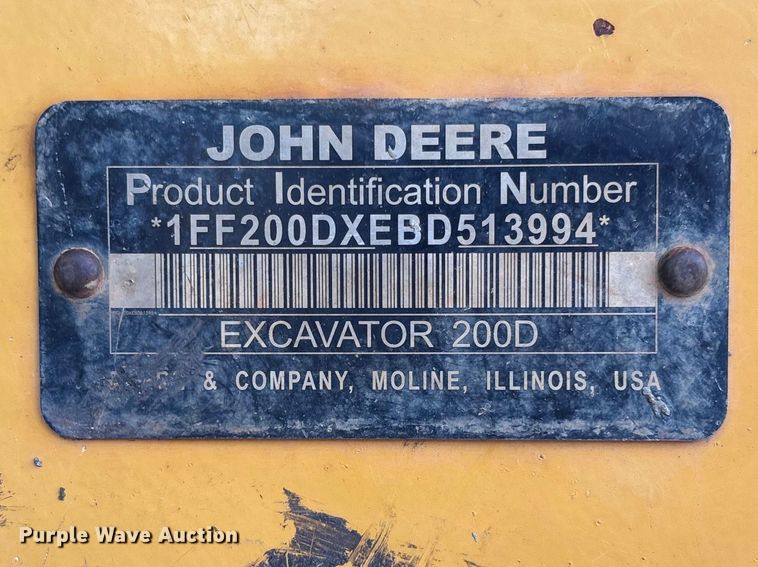 JOHN DEERE
Product Identification Number
*1FF200DXEBD513994*
EXCAVATOR 200D
& COMPANY, MOLINE, ILLINOIS, USA
Purple Wave Auction